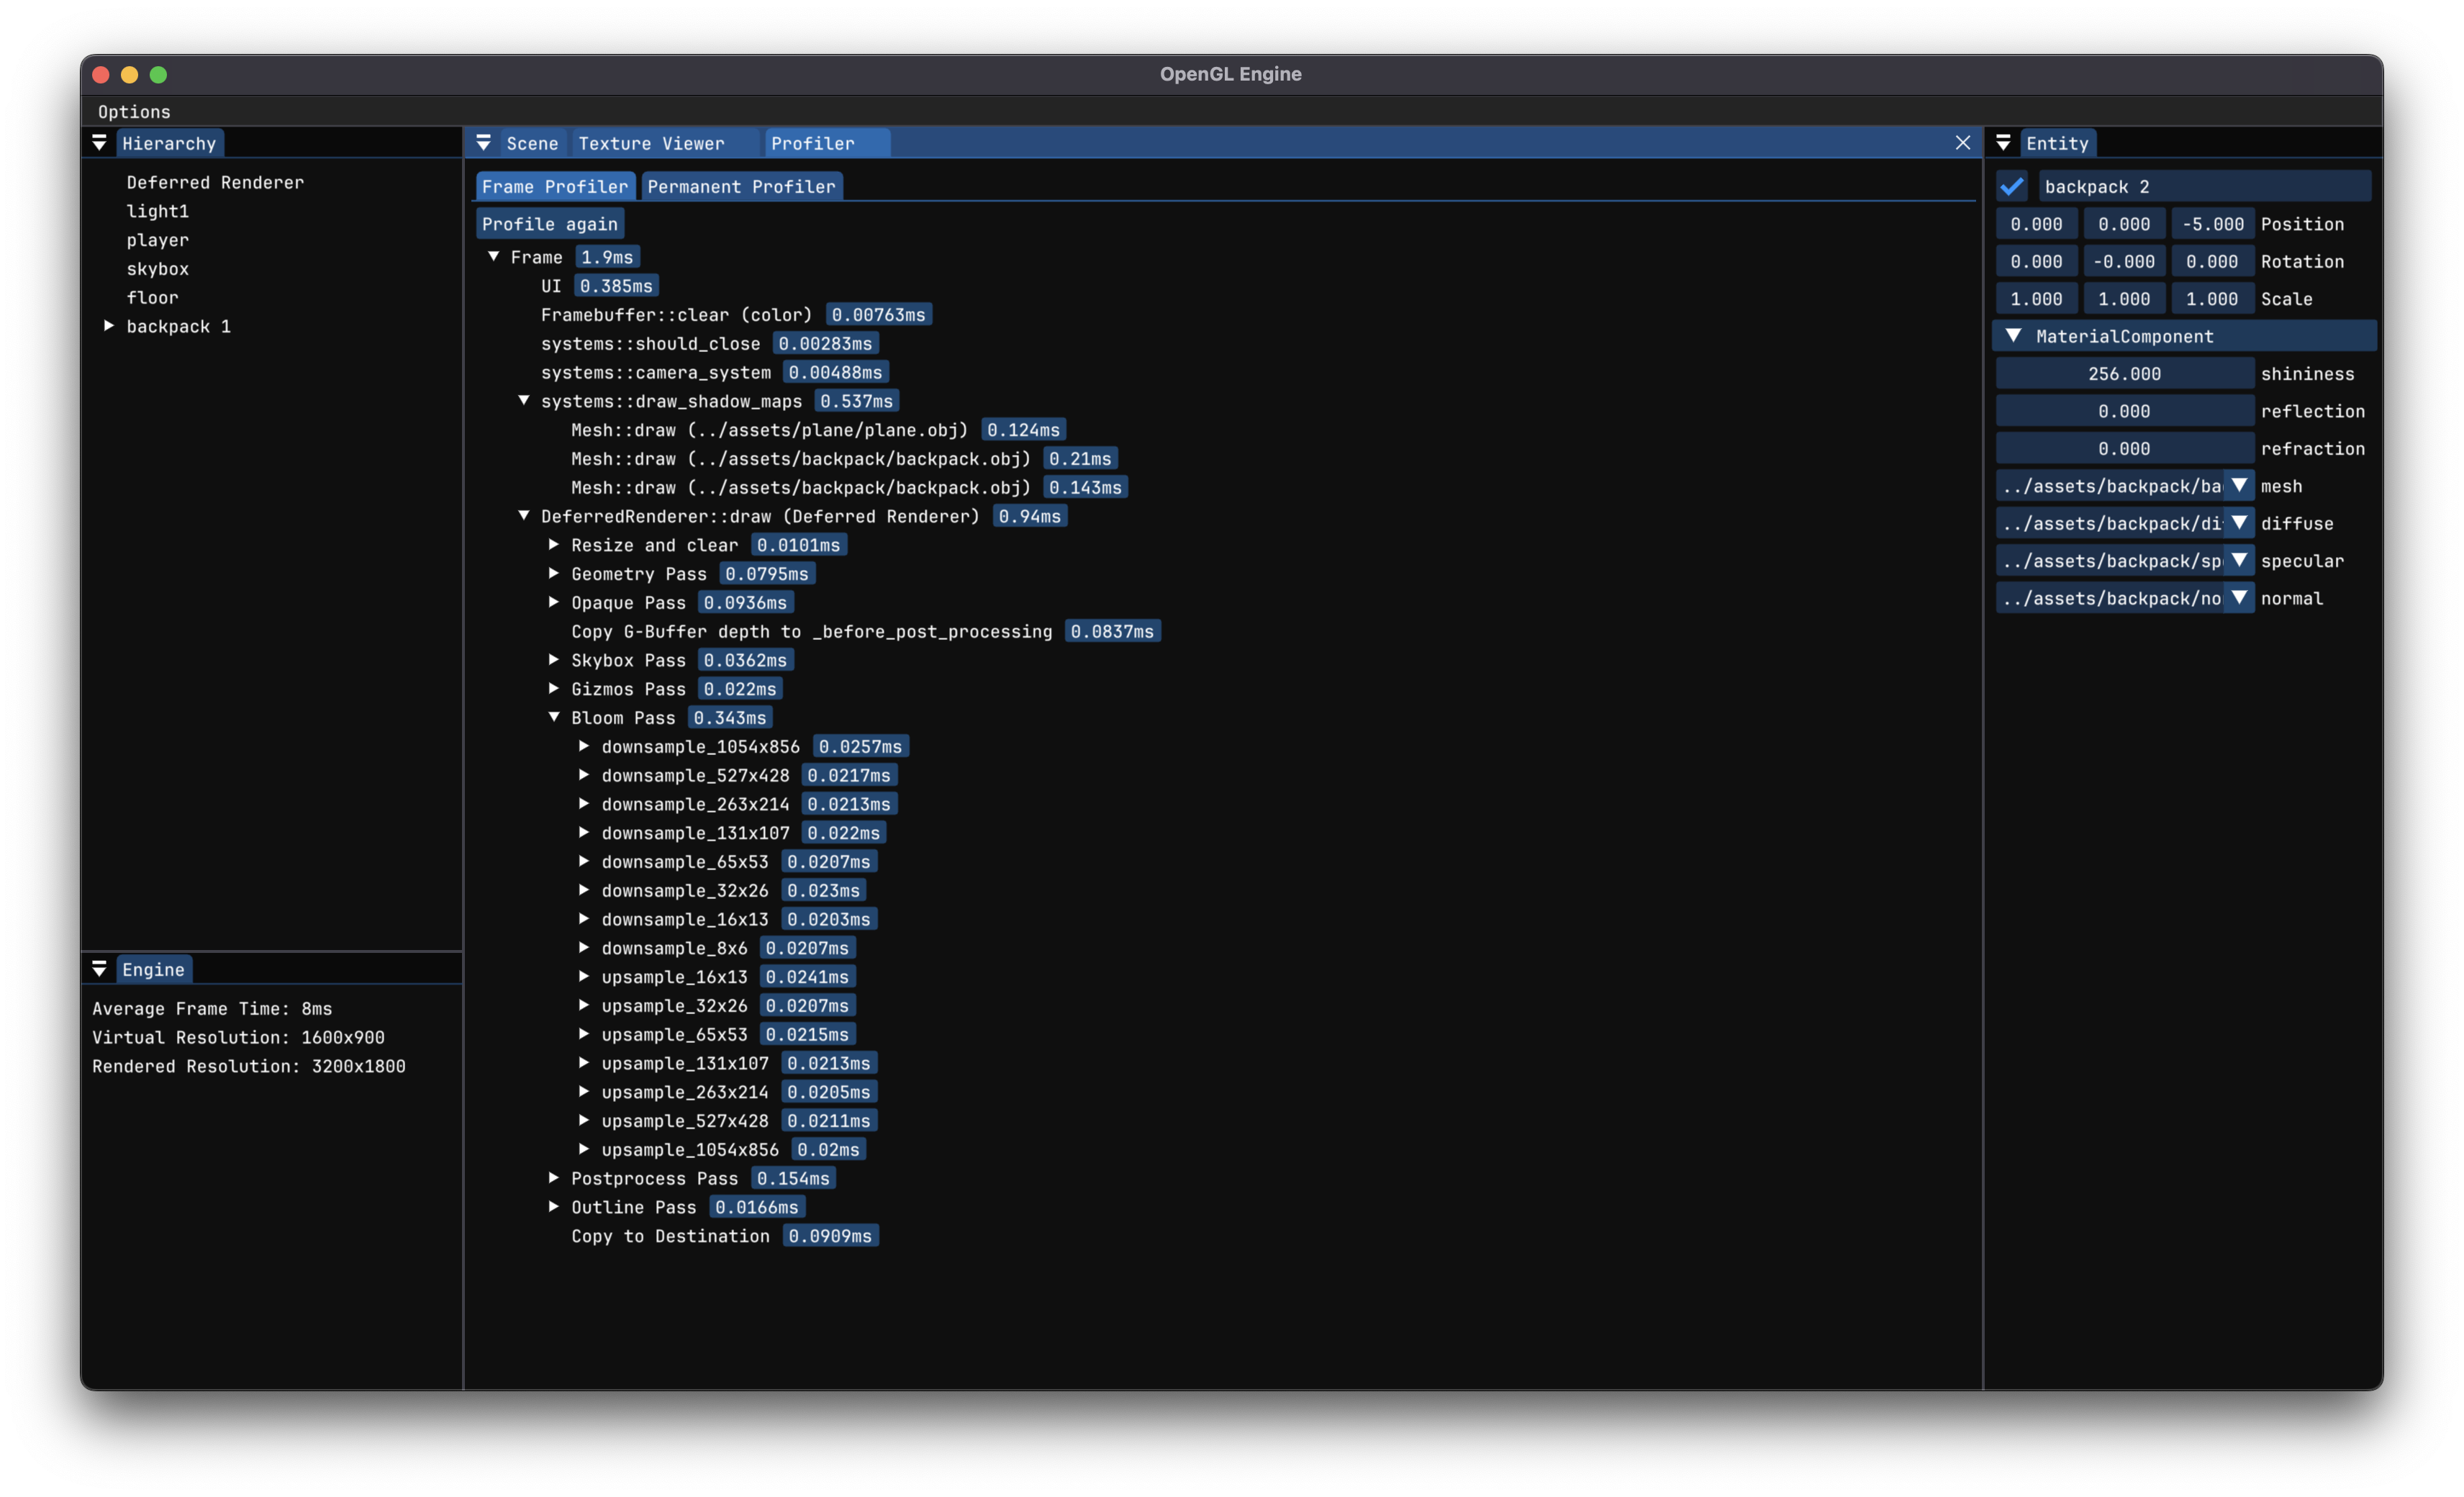 OpenGL Engine
Options
Hierarchy
Deferred Renderer
light1
player
skybox
floor
backpack 1
Engine
Average Frame Time: 8ms
Virtual Resolution: 1600x900
Rendered Resolution: 3200x1800
Scene Texture Viewer Profiler
Frame Profiler Permanent Profiler
Profile again
Frame 1.9ms
UI 0.385ms
Framebuffer::clear (color) 0.00763ms
systems::should_close 0.00283ms
systems::camera_system 0.00488ms
systems::draw_shadow_maps 0.537ms
Mesh::draw (../assets/plane/plane.obj) 0.124ms
Mesh::draw (../assets/backpack/backpack.obj) 0.21ms
Mesh::draw (../assets/backpack/backpack.obj) 0.143ms
DeferredRenderer::draw (Deferred Renderer) 0.94ms
Resize and clear 0.0101ms
Geometry Pass 0.0795ms
Opaque Pass 0.0936ms
Copy G-Buffer depth to _before_post_processing 0.0837ms
Skybox Pass 0.0362ms
Gizmos Pass 0.022ms
Bloom Pass 0.343ms
downsample_1054x856 0.0257ms
downsample_527x428 0.0217ms
downsample_263x214 0.0213ms
downsample_131x107 0.022ms
downsample_65x53 0.0207ms
downsample_32x26 0.023ms
downsample_16x13 0.0203ms
downsample_8x6 0.0207ms
upsample_16x13 0.0241ms
upsample_32x26 0.0207ms
upsample_65x53 0.0215ms
upsample_131x107 0.0213ms
upsample_263x214 0.0205ms
upsample_527x428 0.0211ms
upsample_1054x856 0.02ms
Postprocess Pass 0.154ms
Outline Pass 0.0166ms
Copy to Destination 0.0909ms
Entity
backpack 2
0.000 0.000 -5.000 Position
0.000 -0.000 0.000 Rotation
1.000 1.000 1.000 Scale
MaterialComponent
256.000 shininess
0.000 reflection
0.000 refraction
../assets/backpack/ba mesh
../assets/backpack/di diffuse
../assets/backpack/sp specular
../assets/backpack/no normal